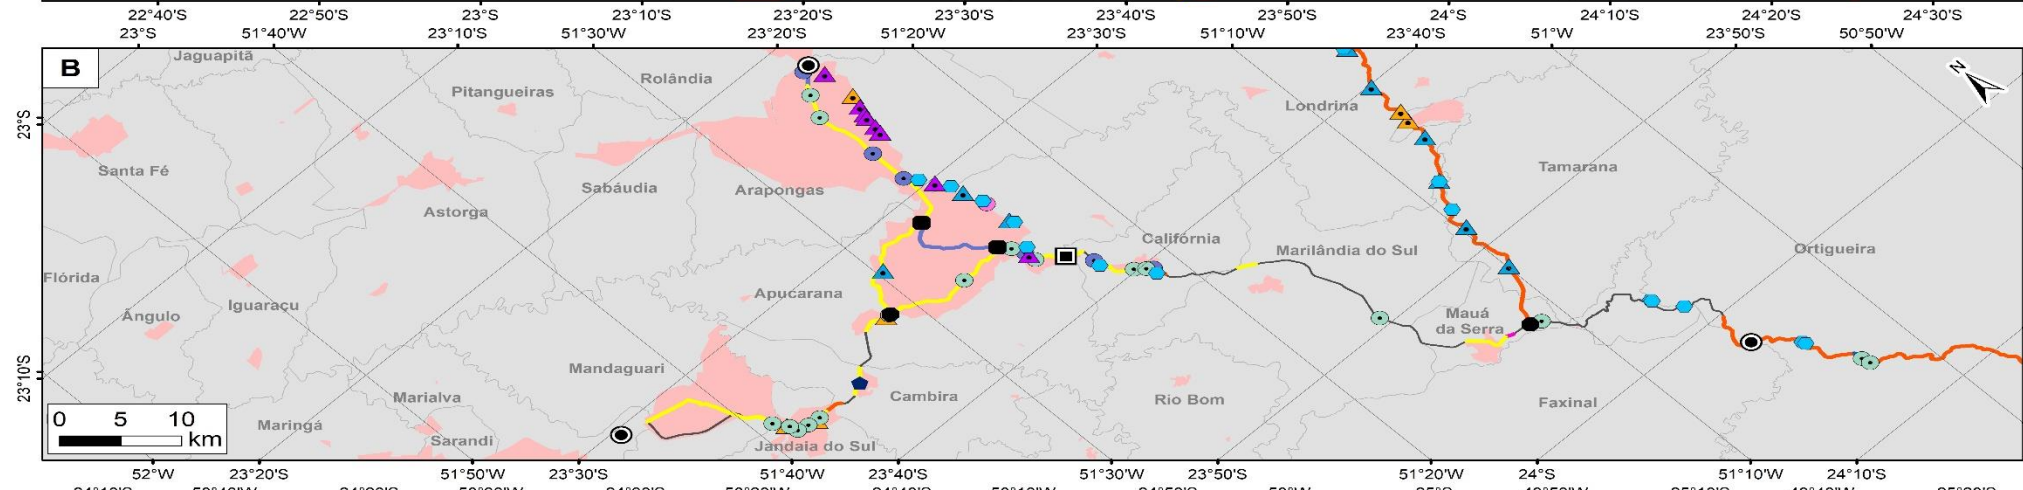 22°40'S 22°50'S 23°S 23°10'S 23°20'S 23°30'S 23°40'S 23°50'S 24°S 24°10'S 24°20'S 24°30'S
23°S 51°40'W 23°10'S 51°30'W 23°20'S 51°20'W 23°30'S 51°10'W 23°40'S 51°W 23°50'S 50°50'W
B
N
Jaguapitã
Rolândia
Pitangueiras
Londrina
23°S
Santa Fé
Tamarana
Sabáudia
Arapongas
Astorga
Califórnia
Marilândia do Sul
Ortigueira
Flórida
Apucarana
Iguaraçu
Ângulo
Mauá
da Serra
23°10'S
Mandaguari
Marialva
Cambira
Rio Bom
Faxinal
0 5 10
km
Maringá
Sarandi
Jandaia do Sul
52°W 23°20'S 51°50'W 23°30'S 51°40'W 23°40'S 51°30'W 23°50'S 51°20'W 24°S 51°10'W 24°10'S